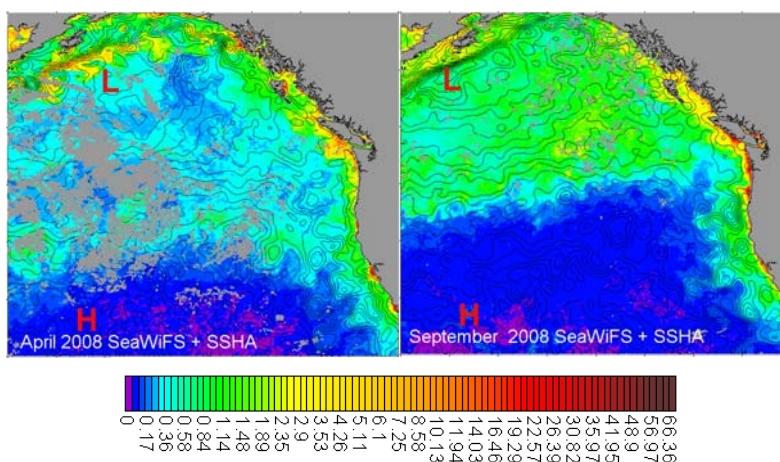 L
L
H
H
April 2008 SeaWiFS + SSHA
September 2008 SeaWiFS + SSHA
0 0.17 0.36 0.58 0.84 1.14 1.48 1.89 2.35 2.9 3.53 4.26 5.11 6.1 7.25 8.58 10.13 11.94 14.03 16.46 19.29 22.57 26.39 30.82 35.97 41.95 48.9 56.97 66.36